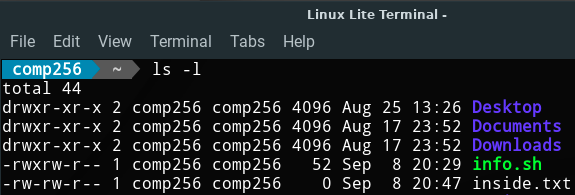 Linux Lite Terminal -
File Edit View Terminal Tabs Help
comp256 ~ ls -l
total 44
drwxr-xr-x 2 comp256 comp256 4096 Aug 25 13:26 Desktop
drwxr-xr-x 2 comp256 comp256 4096 Aug 17 23:52 Documents
drwxr-xr-x 2 comp256 comp256 4096 Aug 17 23:52 Downloads
-rwxrw-r-- 1 comp256 comp256 52 Sep 8 20:29 info.sh
-rw-rw-r-- 1 comp256 comp256 0 Sep 8 20:47 inside.txt